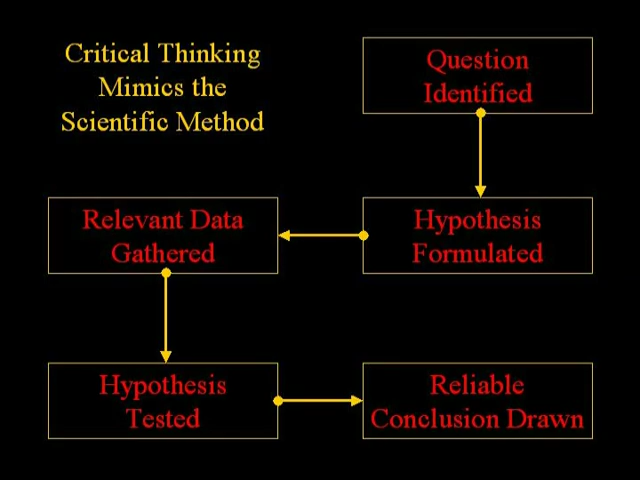 Critical Thinking
Mimics the
Scientific Method
Question
Identified
Hypothesis
Formulated
Relevant Data
Gathered
Hypothesis
Tested
Reliable
Conclusion Drawn